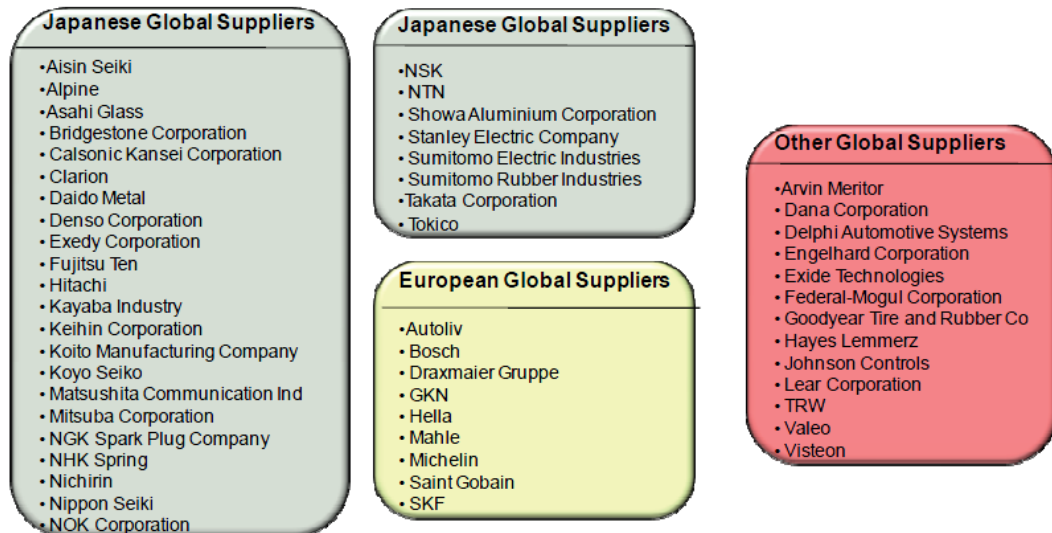 Japanese Global Suppliers
•Aisin Seiki
•Alpine
•Asahi Glass
• Bridgestone Corporation
• Calsonic Kansei Corporation
• Clarion
• Daido Metal
• Denso Corporation
• Exedy Corporation
• Fujitsu Ten
• Hitachi
• Kayaba Industry
• Keihin Corporation
• Koito Manufacturing Company
• Koyo Seiko
• Matsushita Communication Ind
• Mitsuba Corporation
• NGK Spark Plug Company
• NHK Spring
• Nichirin
• Nippon Seiki
• NOK Corporation
Japanese Global Suppliers
•NSK
• NTN
• Showa Aluminium Corporation
• Stanley Electric Company
• Sumitomo Electric Industries
• Sumitomo Rubber Industries
•Takata Corporation
• Tokico
European Global Suppliers
•Autoliv
• Bosch
• Draxmaier Gruppe
• GKN
• Hella
• Mahle
• Michelin
• Saint Gobain
• SKF
Other Global Suppliers
•Arvin Meritor
• Dana Corporation
• Delphi Automotive Systems
• Engelhard Corporation
• Exide Technologies
• Federal-Mogul Corporation
• Goodyear Tire and Rubber Co
• Hayes Lemmerz
• Johnson Controls
• Lear Corporation
• TRW
• Valeo
• Visteon